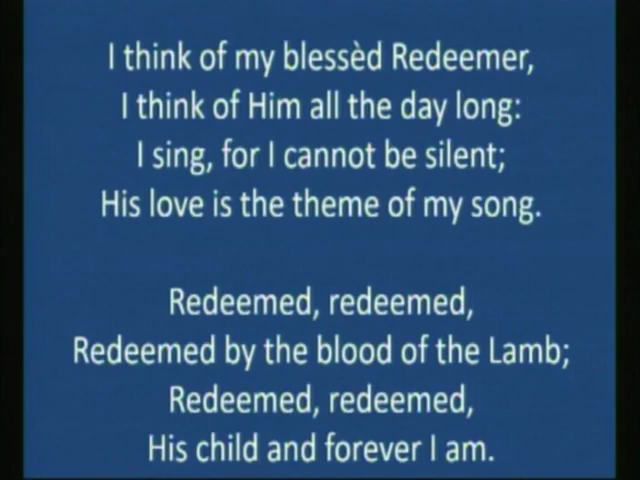 I think of my blessèd Redeemer,
I think of Him all the day long:
I sing, for I cannot be silent;
His love is the theme of my song.
Redeemed, redeemed,
Redeemed by the blood of the Lamb;
Redeemed, redeemed,
His child and forever I am.